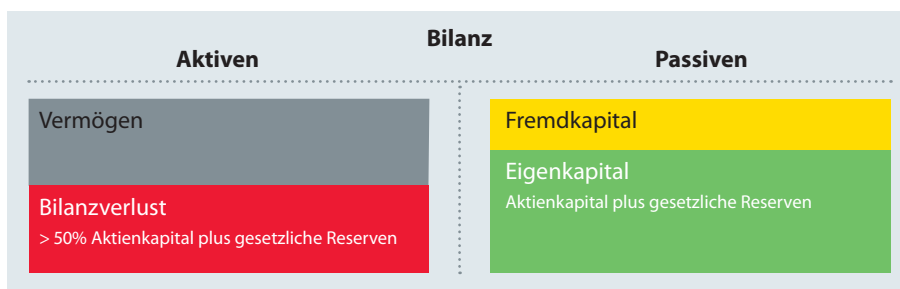 Bilanz
Aktiven
Passiven
Vermögen
Bilanzverlust
> 50% Aktienkapital plus gesetzliche Reserven
Fremdkapital
Eigenkapital
Aktienkapital plus gesetzliche Reserven